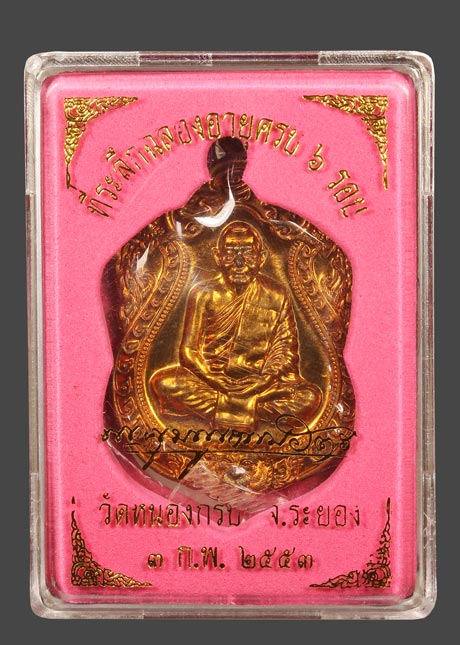 ที่ระลึกฉลองอายุครบ ๖ รอบ
วัดหนองกรับ จ.ระยอง
๓ ก.พ. ๒๕๕๓